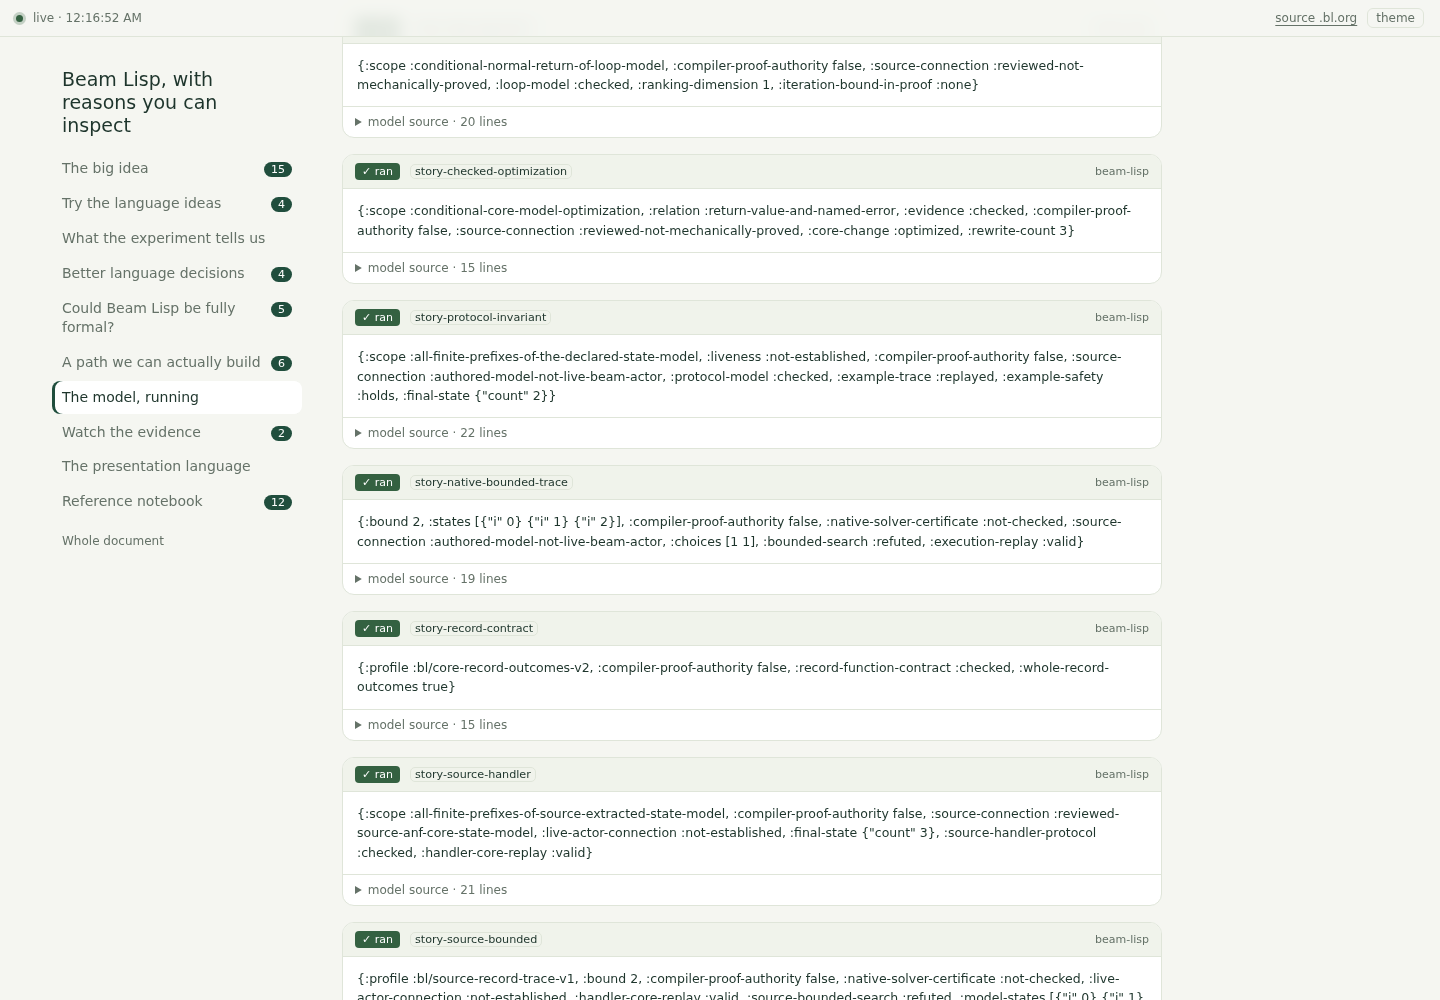 live · 12:16:52 AM
source .bl.org
theme
Beam Lisp, with
reasons you can
inspect
The big idea 15
Try the language ideas 4
What the experiment tells us
Better language decisions 4
Could Beam Lisp be fully
formal? 5
A path we can actually build 6
The model, running
Watch the evidence 2
The presentation language
Reference notebook 12
Whole document
{:scope :conditional-normal-return-of-loop-model, :compiler-proof-authority false, :source-connection :reviewed-not-
mechanically-proved, :loop-model :checked, :ranking-dimension 1, :iteration-bound-in-proof :none}
▶ model source · 20 lines
✓ ran story-checked-optimization beam-lisp
{:scope :conditional-core-model-optimization, :relation :return-value-and-named-error, :evidence :checked, :compiler-proof-
authority false, :source-connection :reviewed-not-mechanically-proved, :core-change :optimized, :rewrite-count 3}
▶ model source · 15 lines
✓ ran story-protocol-invariant beam-lisp
{:scope :all-finite-prefixes-of-the-declared-state-model, :liveness :not-established, :compiler-proof-authority false, :source-
connection :authored-model-not-live-beam-actor, :protocol-model :checked, :example-trace :replayed, :example-safety
:holds, :final-state {"count" 2}}
▶ model source · 22 lines
✓ ran story-native-bounded-trace beam-lisp
{:bound 2, :states [{"i" 0} {"i" 1} {"i" 2}], :compiler-proof-authority false, :native-solver-certificate :not-checked, :source-
connection :authored-model-not-live-beam-actor, :choices [1 1], :bounded-search :refuted, :execution-replay :valid}
▶ model source · 19 lines
✓ ran story-record-contract beam-lisp
{:profile :bl/core-record-outcomes-v2, :compiler-proof-authority false, :record-function-contract :checked, :whole-record-
outcomes true}
▶ model source · 15 lines
✓ ran story-source-handler beam-lisp
{:scope :all-finite-prefixes-of-source-extracted-state-model, :compiler-proof-authority false, :source-connection :reviewed-
source-anf-core-state-model, :live-actor-connection :not-established, :final-state {"count" 3}, :source-handler-protocol
:checked, :handler-core-replay :valid}
▶ model source · 21 lines
✓ ran story-source-bounded beam-lisp
{:profile :bl/source-record-trace-v1, :bound 2, :compiler-proof-authority false, :native-solver-certificate :not-checked, :live-
actor-connection :not-established, :handler-core-replay :valid, :source-bounded-search :refuted, :model-states [{"i" 0} {"i" 1}